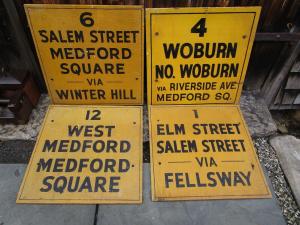 6
SALEM STREET
MEDFORD
SQUARE
VIA
WINTER HILL
4
WOBURN
NO. WOBURN
VIA RIVERSIDE AVE
MEDFORD SQ.
12
WEST
MEDFORD
MEDFORD-
SQUARE
1
ELM STREET
SALEM STREET
VIA
FELLSWAY